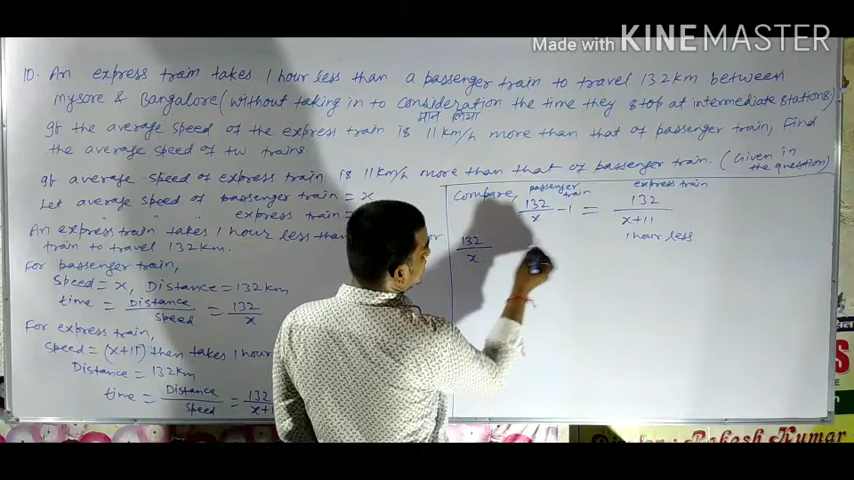 Made with KINEMASTER
10. An express train takes 1 hour less than a passenger train to travel 132 km between
Mysore & Bangalore (without taking in to consideration the time they stop at intermediate stations)
मान लिया
If the average speed of the express train is 11 km/h more than that of passenger train, Find
the average speed of tw trains.
If average speed of express train is 11 km/h more than that of passenger train. (Given in the question)
Let average speed of passenger train = x
" " " " express train =
An express train takes 1 hour less than
train to travel 132 km.
For passenger train,
Speed = x, Distance = 132 km
time = Distance / Speed = 132 / x
For express train,
Speed = (x+11) then takes 1 hour
Distance = 132 km
time = Distance / Speed = 132 / x+1
Compare, passenger train express train
132 / x - 1 = 132 / x+11
1 hour less
or 132 / x
Rakesh Kumar